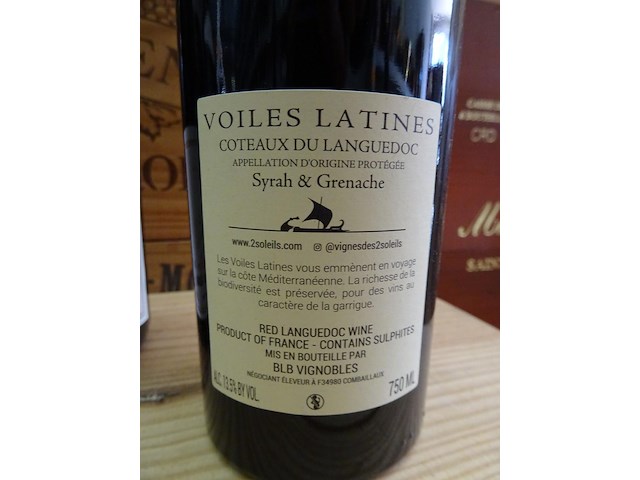 VOILES LATINES
COTEAUX DU LANGUEDOC
APPELLATION D'ORIGINE PROTÉGÉE
Syrah & Grenache
www.2soleils.com @vignesdes2soleils
Les Voiles Latines vous emmènent en voyage
sur la côte Méditerranéenne. La richesse de la
biodiversité est préservée, pour des vins au
caractère de la garrigue.
RED LANGUEDOC WINE
PRODUCT OF FRANCE - CONTAINS SULPHITES
MIS EN BOUTEILLE PAR
BLB VIGNOBLES
NÉGOCIANT ÉLEVEUR À F34980 COMBAILLAUX
ALC. 13.5% BY VOL.
750 ML